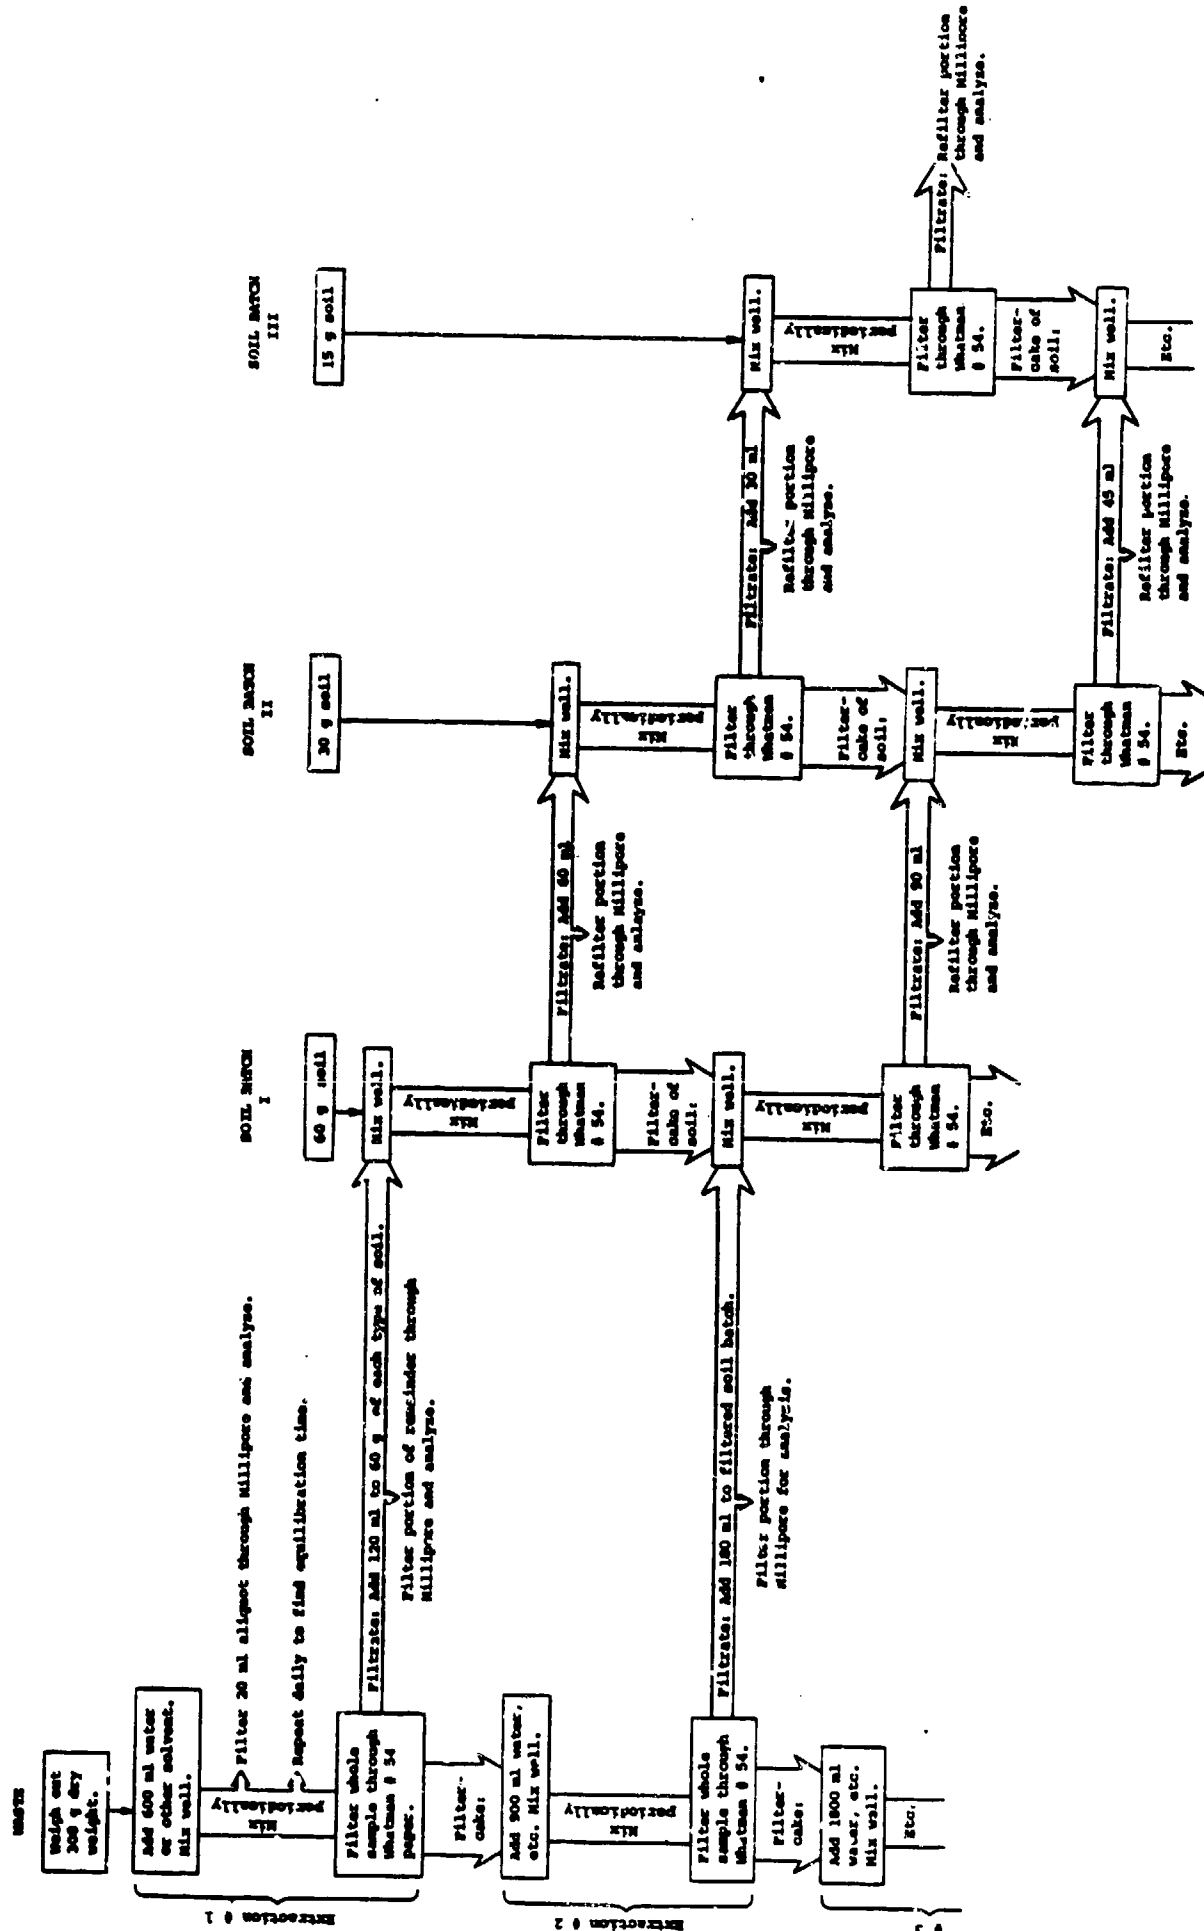 WASTE
Weigh out
300 g dry
weight.
Add 600 ml water
or other solvent.
Mix well.
Mix
periodically
Filter 20 ml aliquot through Millipore and analyze.
Repeat daily to find equilibration time.
Filter whole
sample through
Whatman # 54
paper.
Filtrate: Add 120 ml to 60 g of each type of soil.
Filter portion of remainder through
Millipore and analyze.
Filter-
cake:
Extraction # 1
Add 900 ml water,
etc. Mix well.
Mix
periodically
Filter whole
sample through
Whatman # 54.
Filtrate: Add 180 ml to filtered soil batch.
Filter portion through
Millipore for analysis.
Filter-
cake:
Extraction # 2
Add 1800 ml
water, etc.
Mix well.
Etc.
SOIL BATCH
I
60 g soil
Mix well.
Mix
periodically
Filter
through
Whatman
# 54.
Filtrate: Add 60 ml
Refilter portion
through Millipore
and anlayze.
Filter-
cake of
soil:
Mix well.
Mix
periodically
Filter
through
Whatman
# 54.
Filtrate: Add 90 ml
Refilter portion
through Millipore
and analyze.
Etc.
SOIL BATCH
II
30 g soil
Mix well.
Mix
periodically
Filter
through
Whatman
# 54.
Filtrate: Add 30 ml
Refilter portion
through Millipore
and analyze.
Filter-
cake of
soil:
Mix well.
Mix
periodically
Filter
through
Whatman
# 54.
Filtrate: Add 45 ml
Refilter portion
through Millipore
and analyze.
Etc.
SOIL BATCH
III
15 g soil
Mix well.
Mix
periodically
Filter
through
Whatman
# 54.
Filtrate: Refilter portion
through Millipore
and analyze.
Filter-
cake of
soil:
Mix well.
Etc.